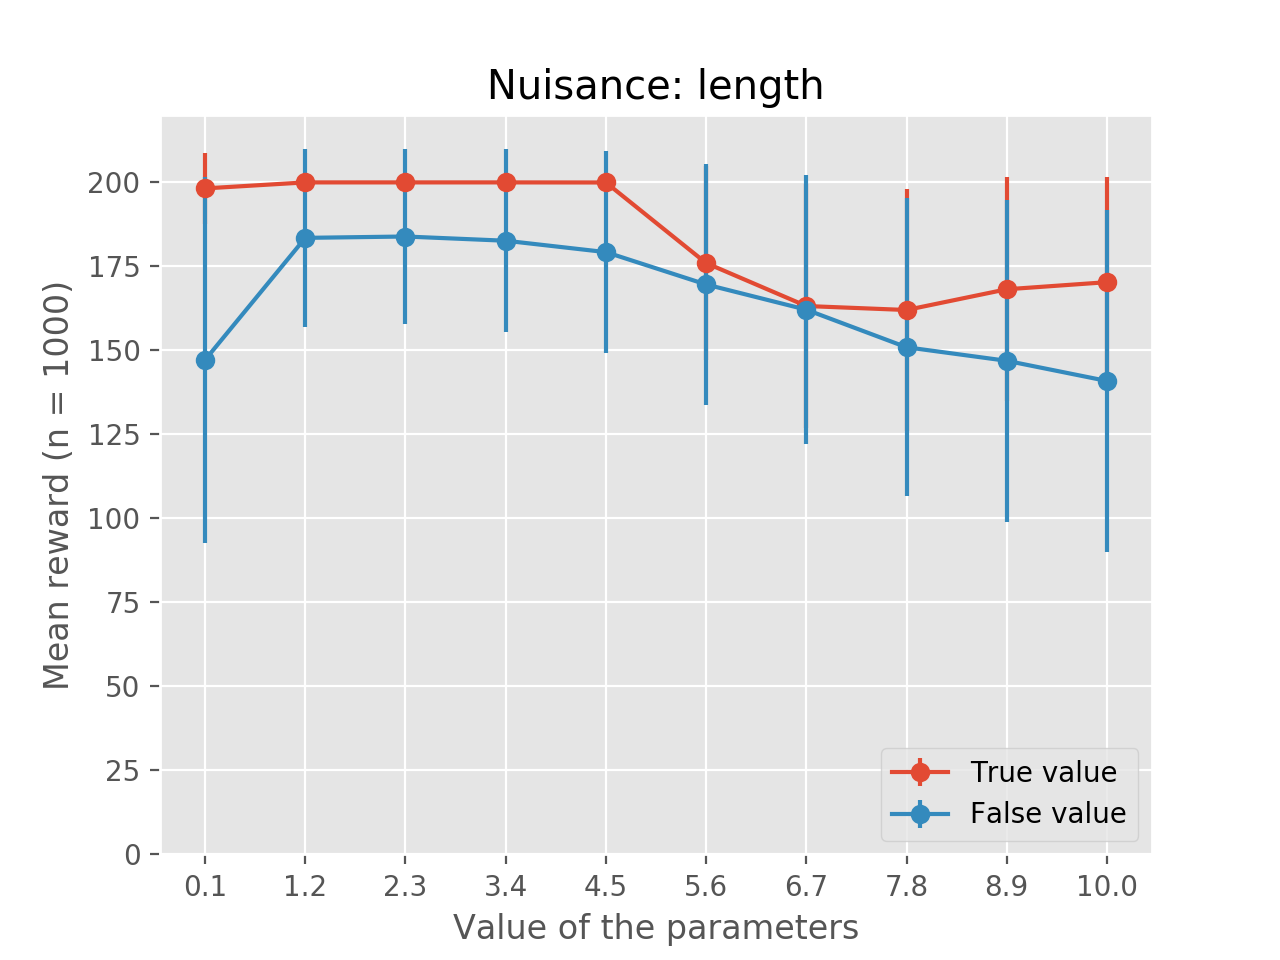 Nuisance: length
Mean reward (n = 1000)
200
175
150
125
100
75
50
25
0
True value
False value
0.1 1.2 2.3 3.4 4.5 5.6 6.7 7.8 8.9 10.0
Value of the parameters